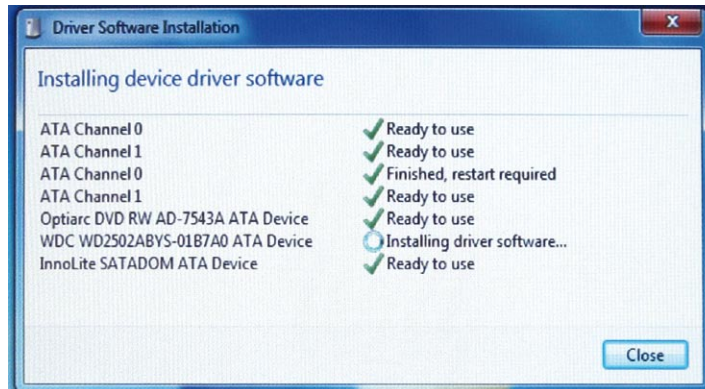 Driver Software Installation
Installing device driver software
ATA Channel 0 Ready to use
ATA Channel 1 Ready to use
ATA Channel 0 Finished, restart required
ATA Channel 1 Ready to use
Optiarc DVD RW AD-7543A ATA Device Ready to use
WDC WD2502ABYS-01B7A0 ATA Device Installing driver software...
InnoLite SATADOM ATA Device Ready to use
Close